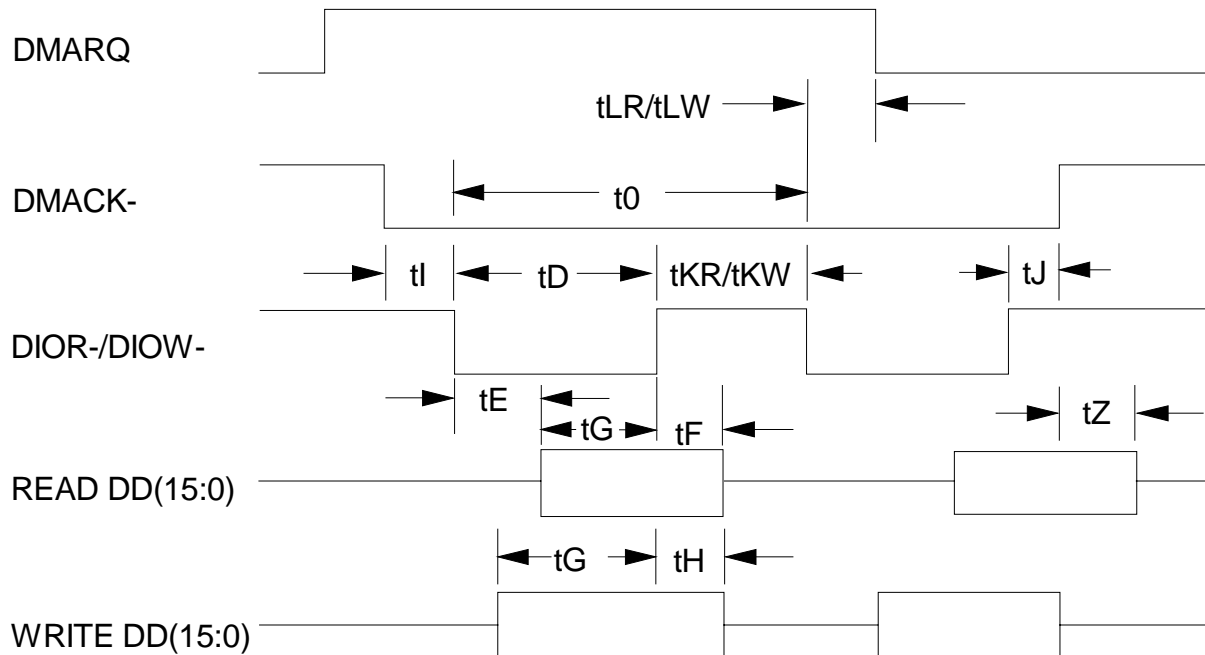 DMARQ
tLR/tLW
DMACK-
t0
tI
tD
tKR/tKW
tJ
DIOR-/DIOW-
tE
tG
tF
tZ
READ DD(15:0)
tG
tH
WRITE DD(15:0)